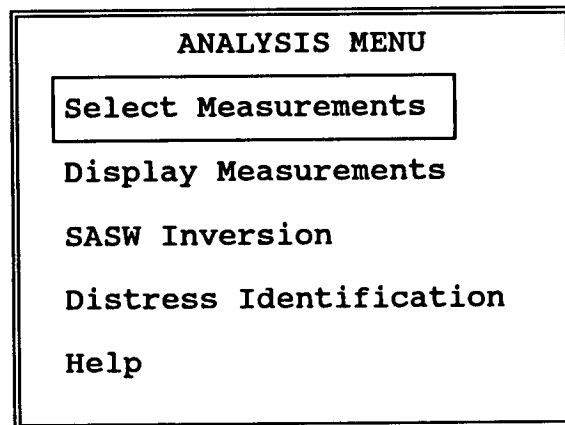 ANALYSIS MENU
Select Measurements
Display Measurements
SASW Inversion
Distress Identification
Help